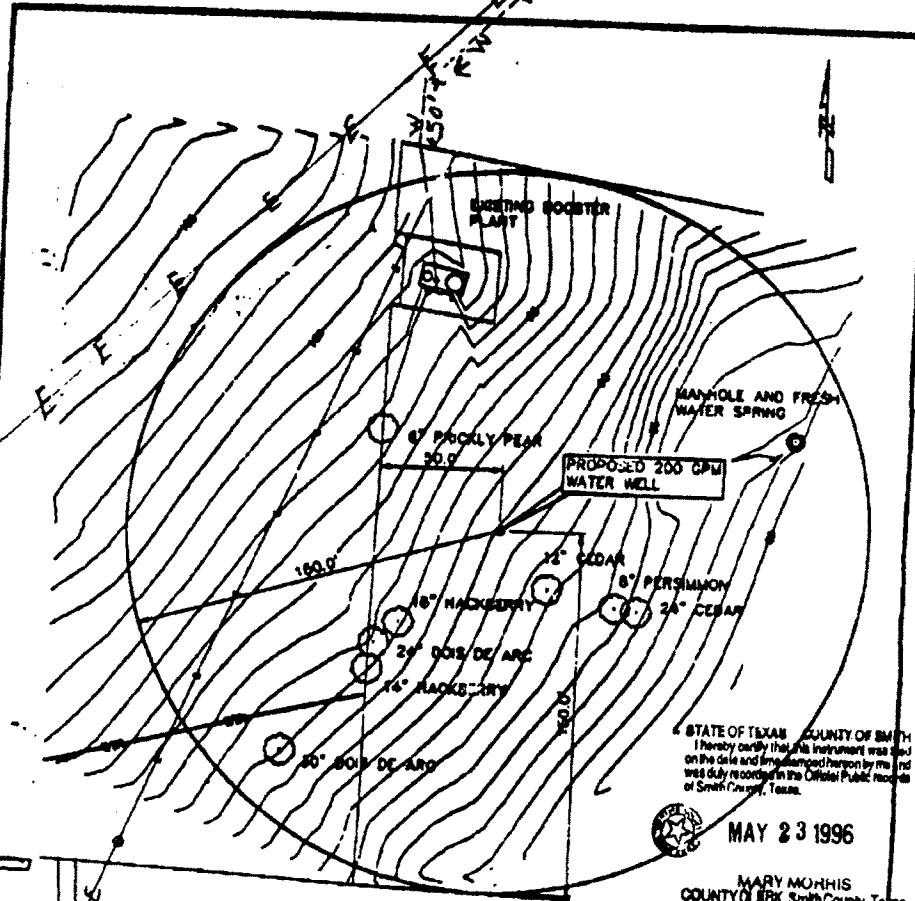 E
E
E
E
E
E
W
R W
50'±
W
EXISTING BOOSTER
PLANT
MANHOLE AND FRESH
WATER SPRING
6" PRICKLY PEAR
50.0'
PROPOSED 200 GPM
WATER WELL
12" CEDAR
150.0'
8" PERSIMMON
18" HACKBERRY
24" CEDAR
24" BOIS DE ARC
14" HACKBERRY
150.0'
30" BOIS DE ARC
STATE OF TEXAS COUNTY OF SMITH
I hereby certify that this instrument was filed
on the date and time stamped hereon by me and
was duly recorded in the Official Public records
of Smith County, Texas.
MAY 23 1996
MARY MORRIS
COUNTY CLERK, Smith County, Texas